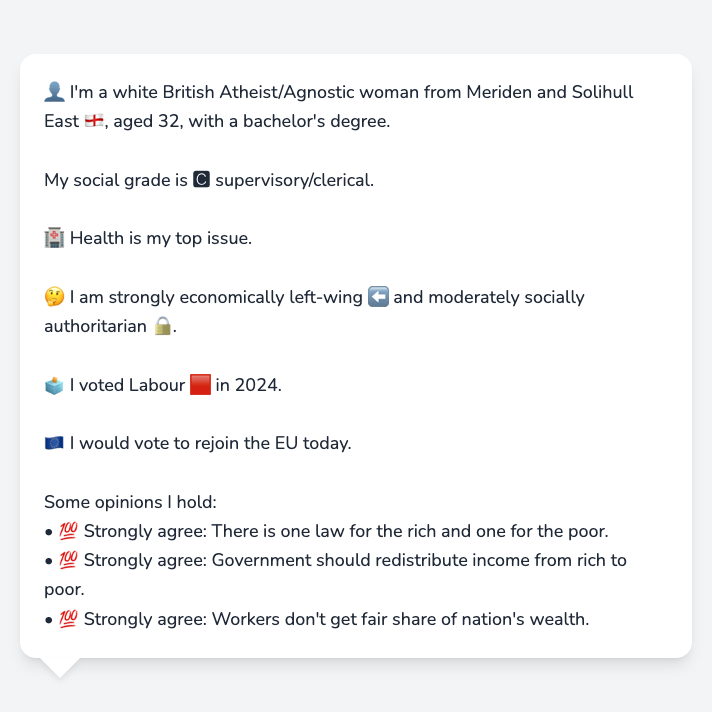 👤 I'm a white British Atheist/Agnostic woman from Meriden and Solihull
East 🏴󠁧󠁢󠁥󠁮󠁧󠁿, aged 32, with a bachelor's degree.
My social grade is 🅲 supervisory/clerical.
🏥 Health is my top issue.
🤔 I am strongly economically left-wing ⬅️ and moderately socially
authoritarian 🔒.
🗳️ I voted Labour 🟥 in 2024.
🇪🇺 I would vote to rejoin the EU today.
Some opinions I hold:
• 💯 Strongly agree: There is one law for the rich and one for the poor.
• 💯 Strongly agree: Government should redistribute income from rich to
poor.
• 💯 Strongly agree: Workers don't get fair share of nation's wealth.